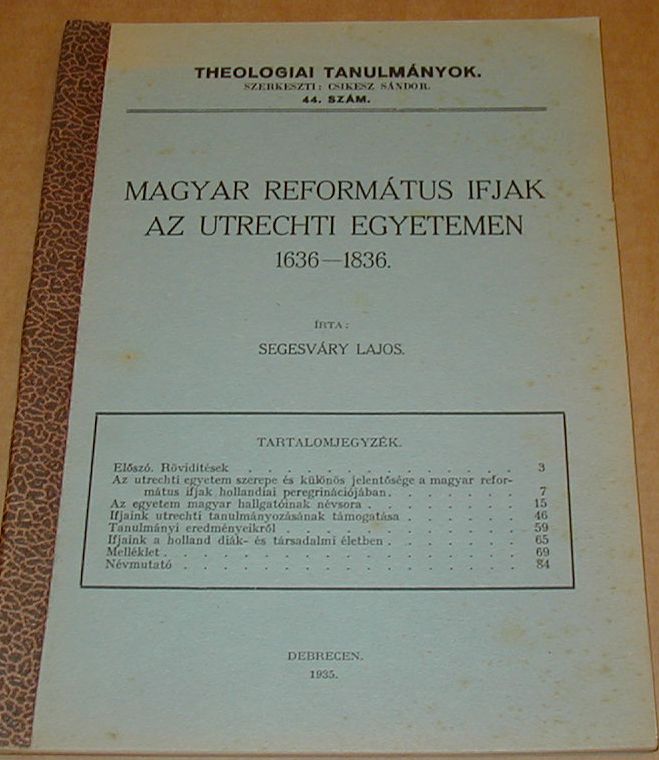 THEOLOGIAI TANULMÁNYOK.
SZERKESZTI: CSIKESZ SÁNDOR.
44. SZÁM.
MAGYAR REFORMÁTUS IFJAK
AZ UTRECHTI EGYETEMEN
1636—1836.
ÍRTA:
SEGESVÁRY LAJOS.
TARTALOMJEGYZÉK.
Előszó. Rövidítések . . . . . . . . . . . . . 3
Az utrechti egyetem szerepe és különös jelentősége a magyar refor-
mátus ifjak hollandiai peregrinációjában . . . . . . 7
Az egyetem magyar hallgatóinak névsora . . . . . . . 15
Ifjaink utrechti tanulmányozásának támogatása . . . . . 46
Tanulmányi eredményeikről . . . . . . . . . . 59
Ifjaink a holland diák- és társadalmi életben . . . . . . 65
Melléklet . . . . . . . . . . . . . . . . 69
Névmutató . . . . . . . . . . . . . . . 84
DEBRECEN.
1935.